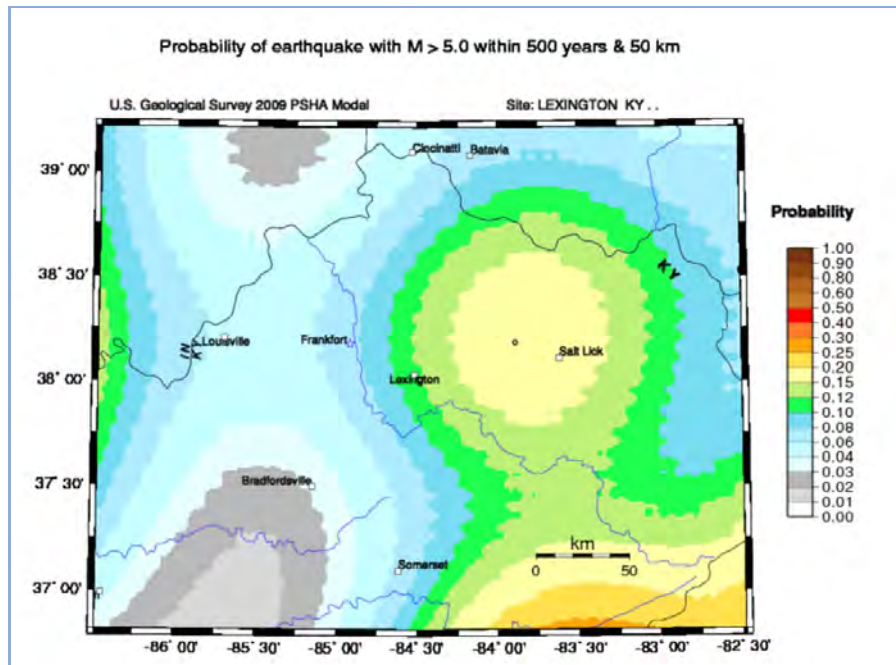 Probability of earthquake with M > 5.0 within 500 years & 50 km
U.S. Geological Survey 2009 PSHA Model Site: LEXINGTON KY . .
39° 00'
38° 30'
38° 00'
37° 30'
37° 00'
Cincinatti
Batavia
KY
IN
KY
Louisville
Frankfort
Salt Lick
Lexington
Bradfordsville
Somerset
km
0 50
-86° 00' -85° 30' -85° 00' -84° 30' -84° 00' -83° 30' -83° 00' -82° 30'
Probability
1.00
0.90
0.80
0.70
0.60
0.50
0.40
0.30
0.25
0.20
0.15
0.12
0.10
0.08
0.06
0.04
0.03
0.02
0.01
0.00